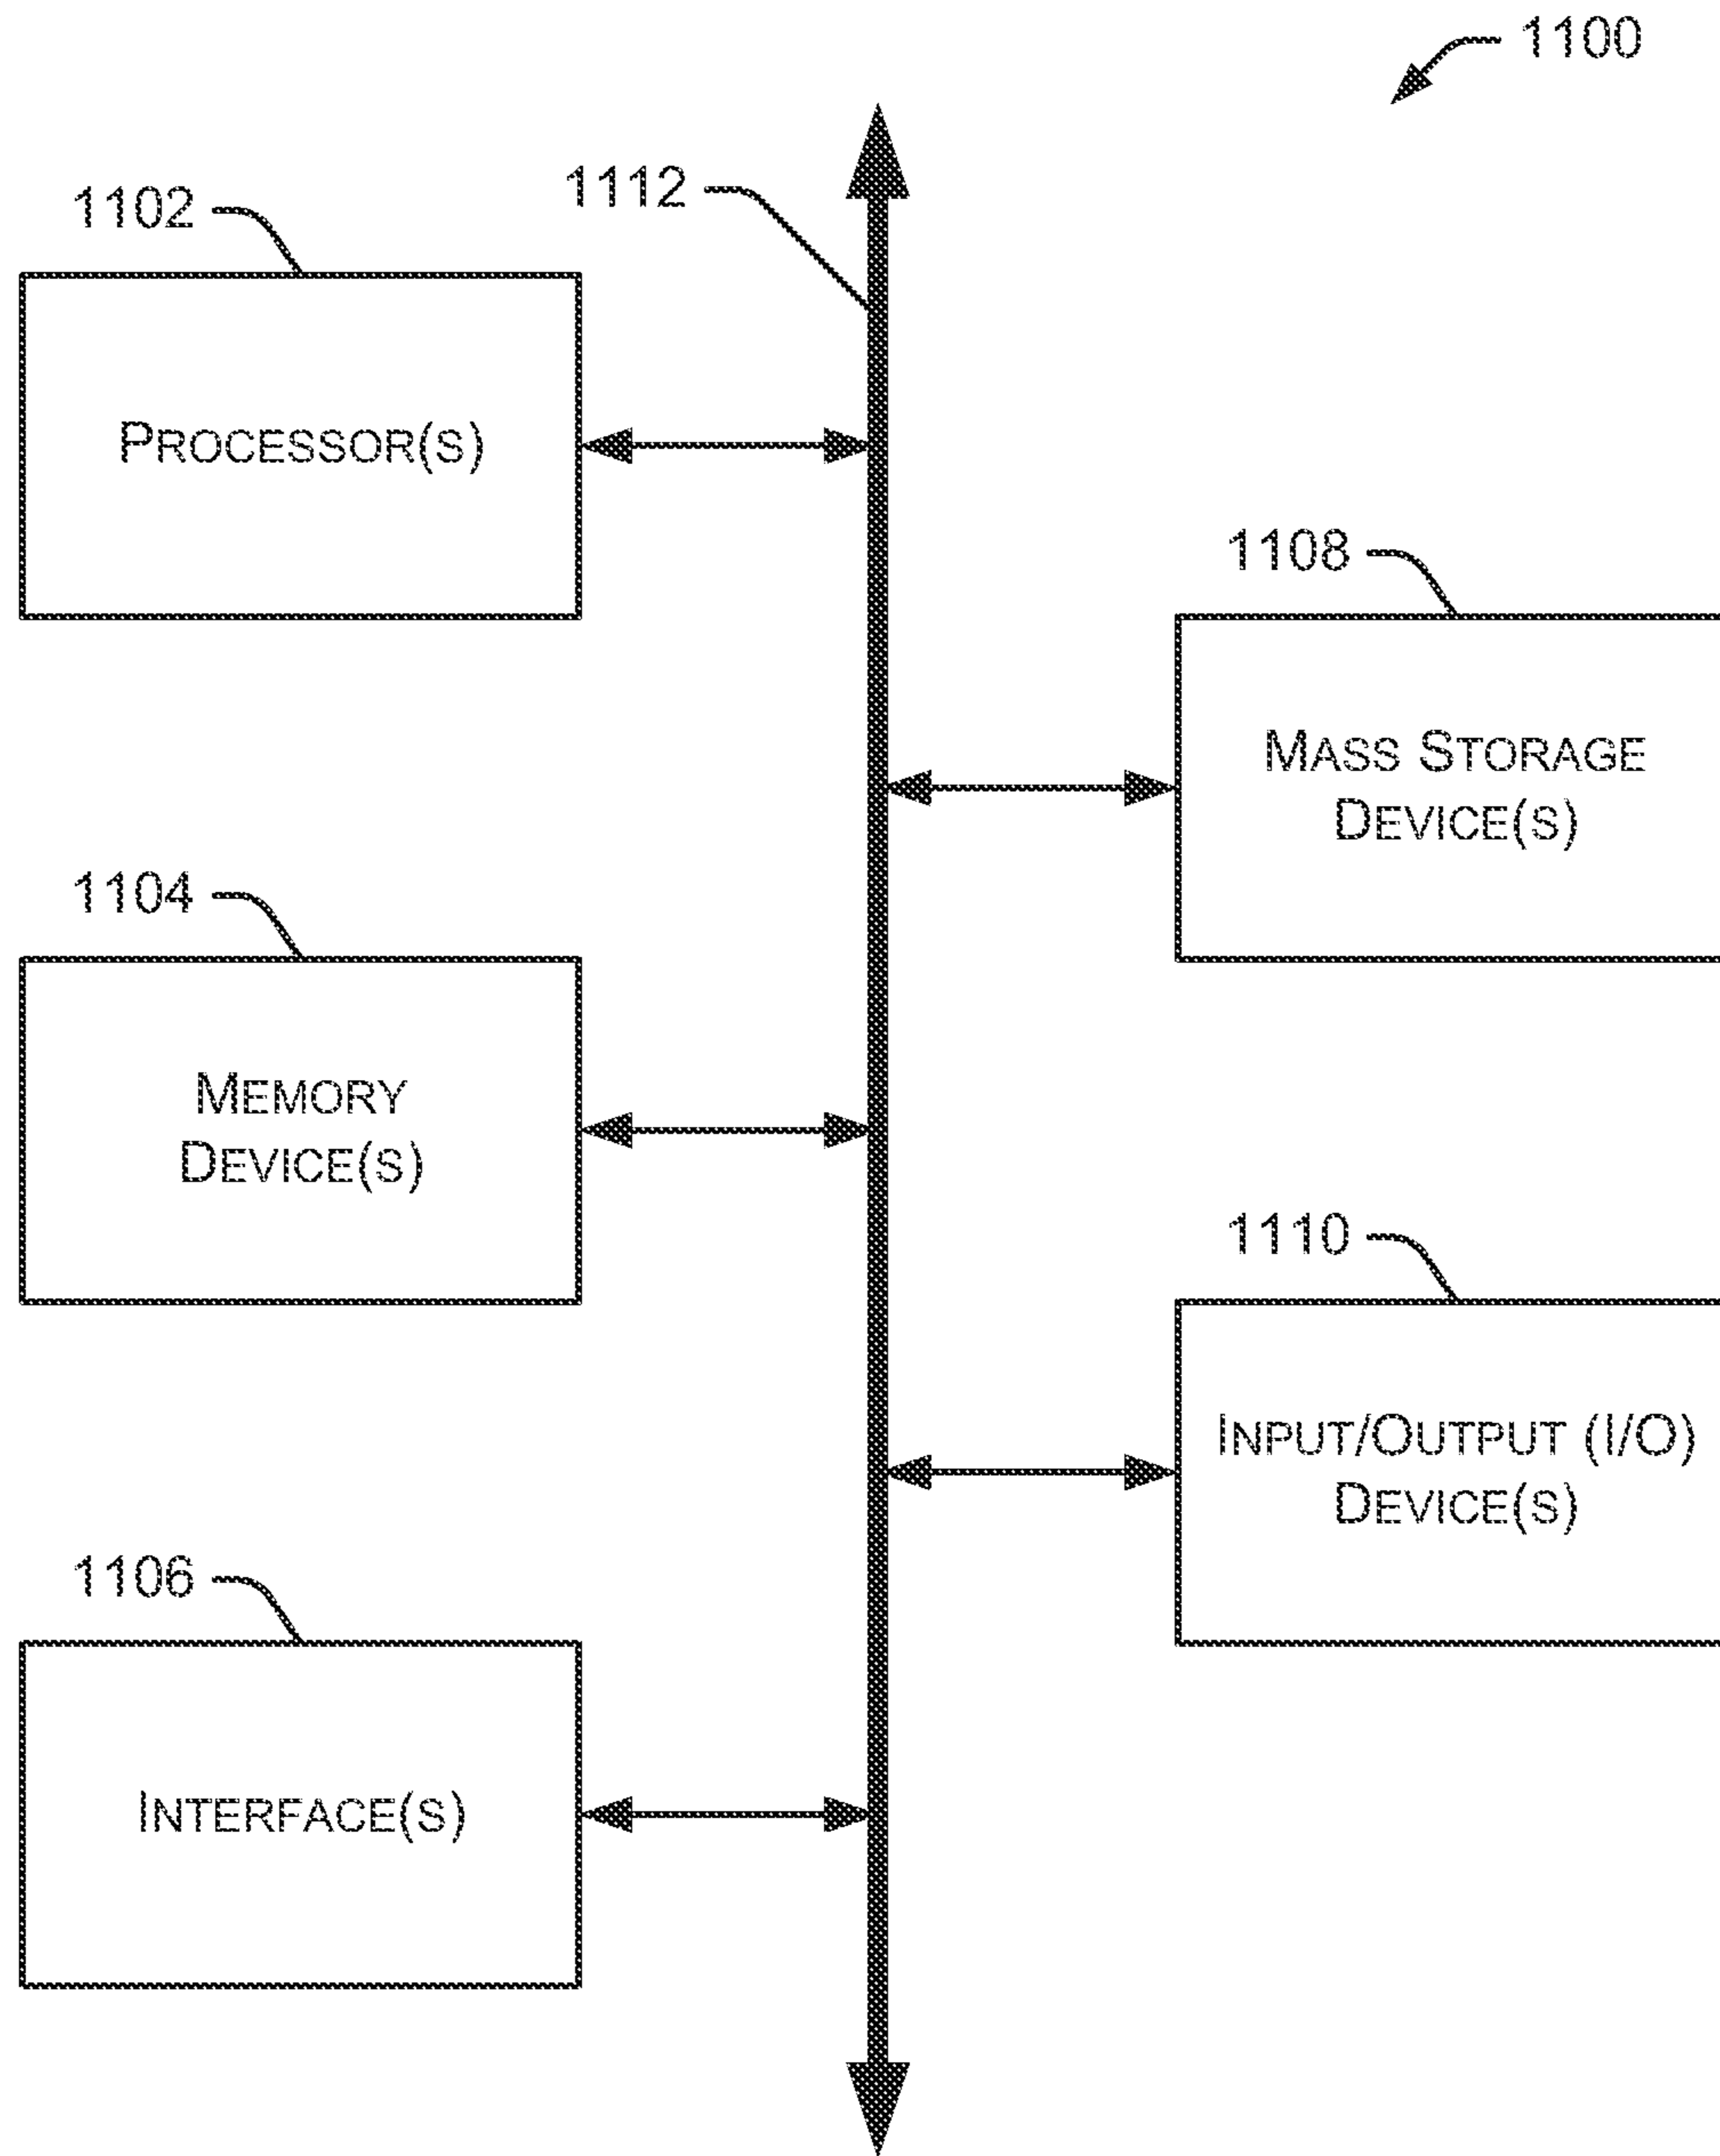 1100
1102
1112
PROCESSOR(S)
1108
MASS STORAGE
DEVICE(S)
1104
MEMORY
DEVICE(S)
1110
INPUT/OUTPUT (I/O)
DEVICE(S)
1106
INTERFACE(S)